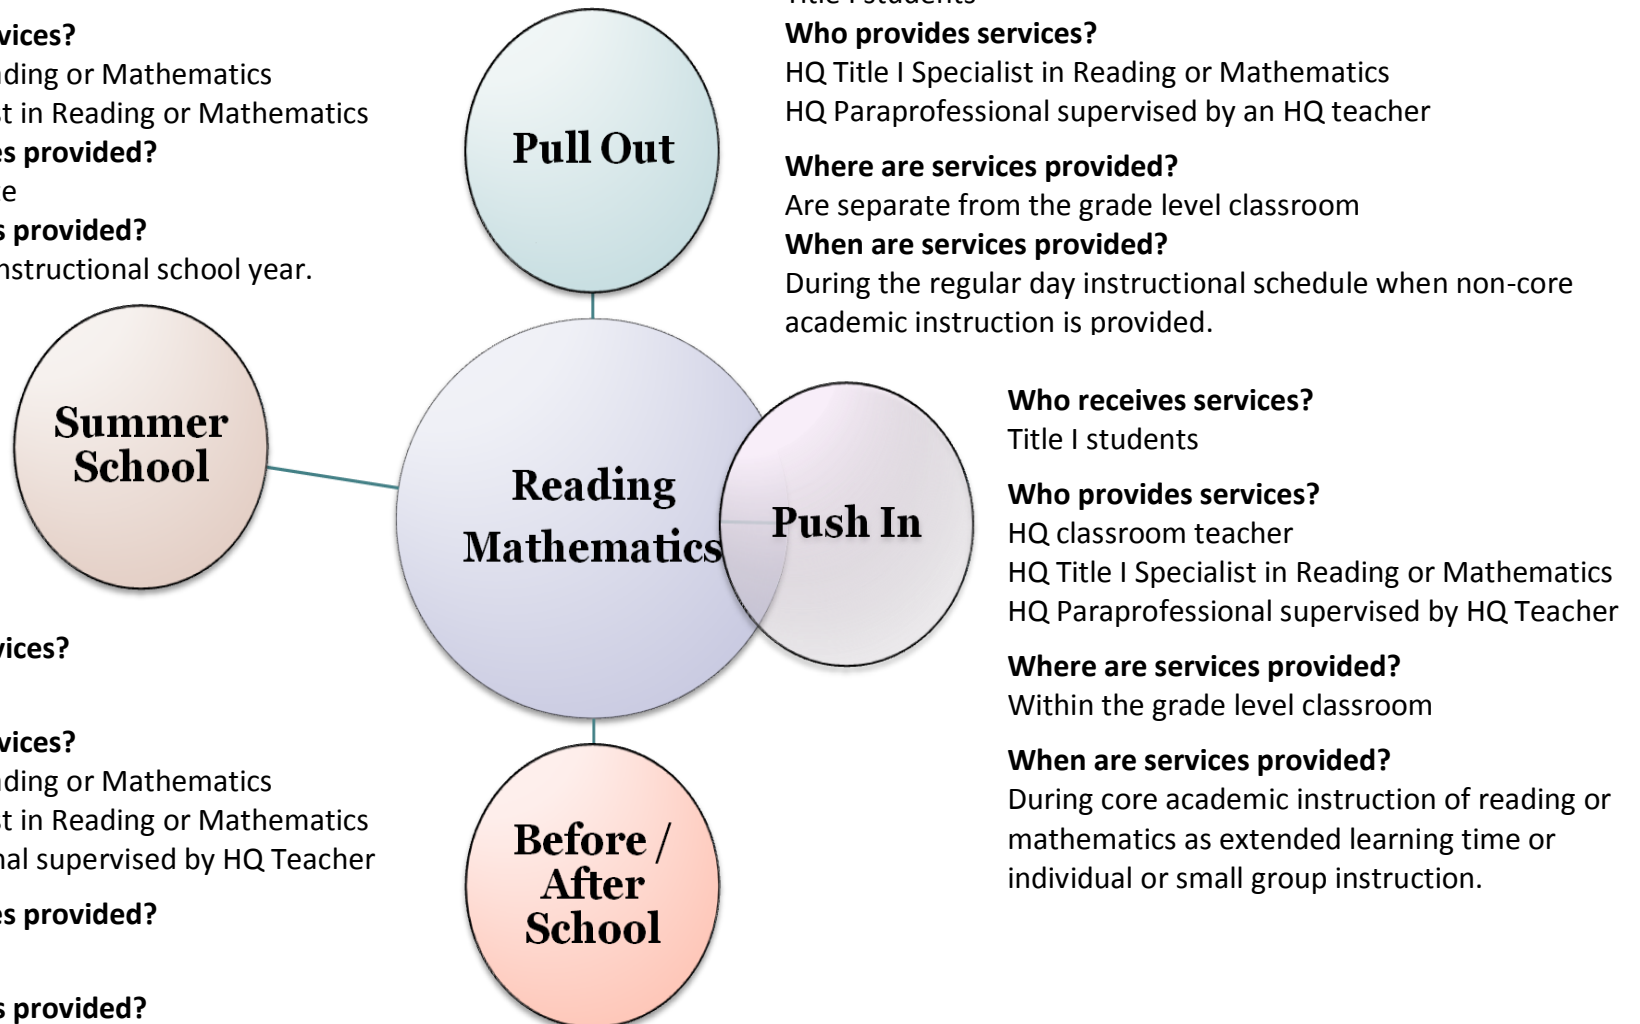 vices?
ding or Mathematics
st in Reading or Mathematics
es provided?
te
s provided?
nstructional school year.
Pull Out
Title I students
Who provides services?
HQ Title I Specialist in Reading or Mathematics
HQ Paraprofessional supervised by an HQ teacher
Where are services provided?
Are separate from the grade level classroom
When are services provided?
During the regular day instructional schedule when non-core
academic instruction is provided.
Summer
School
Reading
Mathematics
Push In
Who receives services?
Title I students
Who provides services?
HQ classroom teacher
HQ Title I Specialist in Reading or Mathematics
HQ Paraprofessional supervised by HQ Teacher
Where are services provided?
Within the grade level classroom
When are services provided?
During core academic instruction of reading or
mathematics as extended learning time or
individual or small group instruction.
vices?
vices?
ding or Mathematics
st in Reading or Mathematics
nal supervised by HQ Teacher
es provided?
s provided?
Before /
After
School